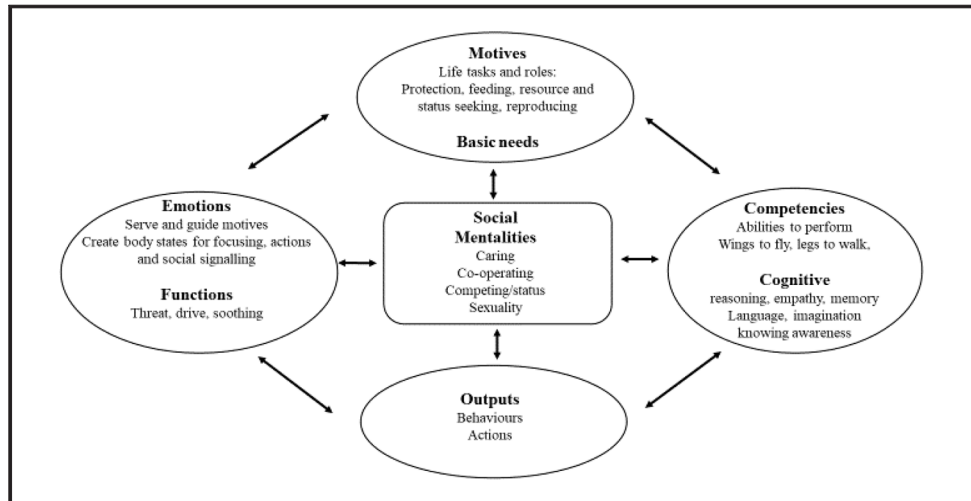 Motives
Life tasks and roles:
Protection, feeding, resource and
status seeking, reproducing
Basic needs
Emotions
Serve and guide motives
Create body states for focusing, actions
and social signalling
Functions
Threat, drive, soothing
Social
Mentalities
Caring
Co-operating
Competing/status
Sexuality
Competencies
Abilities to perform
Wings to fly, legs to walk,
Cognitive
reasoning, empathy, memory
Language, imagination
knowing awareness
Outputs
Behaviours
Actions